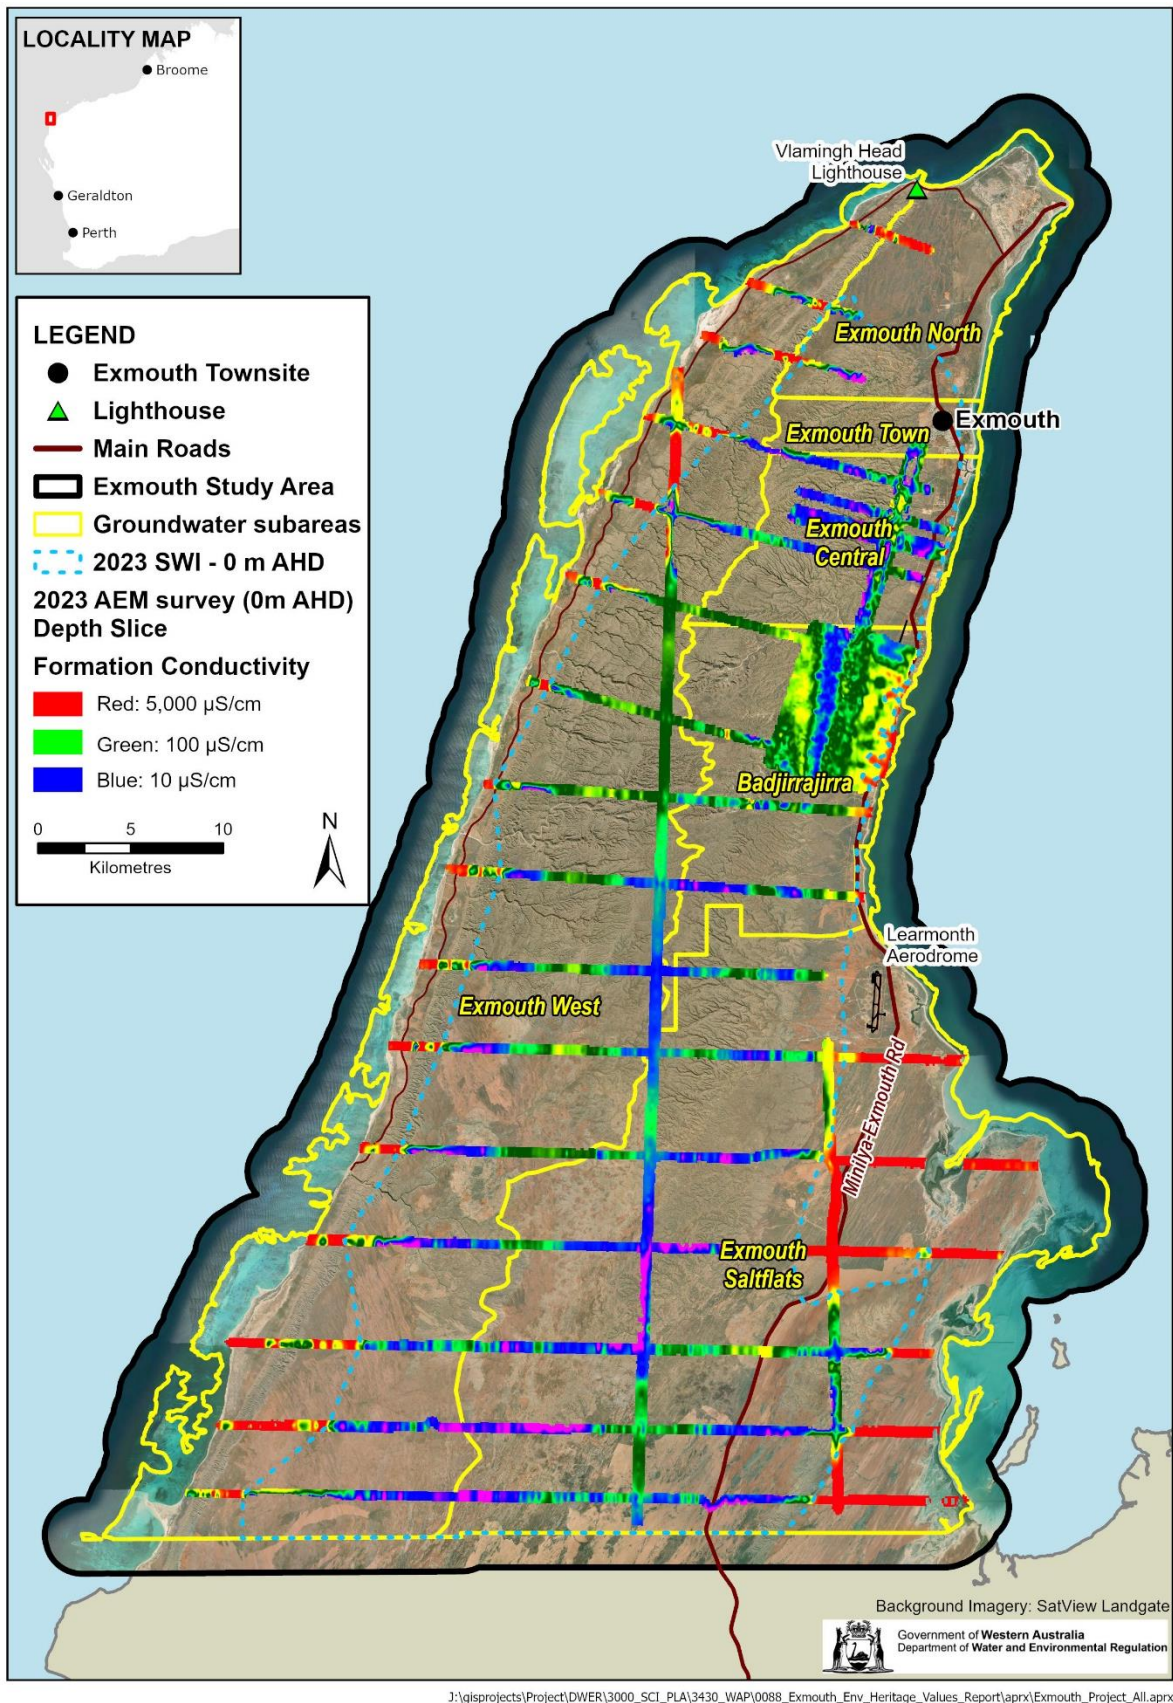 LOCALITY MAP
Broome
Geraldton
Perth
Vlamingh Head
Lighthouse
LEGEND
Exmouth Townsite
Lighthouse
Main Roads
Exmouth Study Area
Groundwater subareas
2023 SWI - 0 m AHD
2023 AEM survey (0m AHD)
Depth Slice
Formation Conductivity
Red: 5,000 µS/cm
Green: 100 µS/cm
Blue: 10 µS/cm
0 5 10
Kilometres
N
Exmouth North
Exmouth
Exmouth Town
Exmouth
Central
Badjirrajirra
Learmonth
Aerodrome
Exmouth West
Minilya-Exmouth Rd
Exmouth
Saltflats
Background Imagery: SatView Landgate
Government of Western Australia
Department of Water and Environmental Regulation
J:\gisprojects\Project\DWER\3000_SCI_PLA\3430_WAP\0088_Exmouth_Env_Heritage_Values_Report\aprx\Exmouth_Project_All.aprx